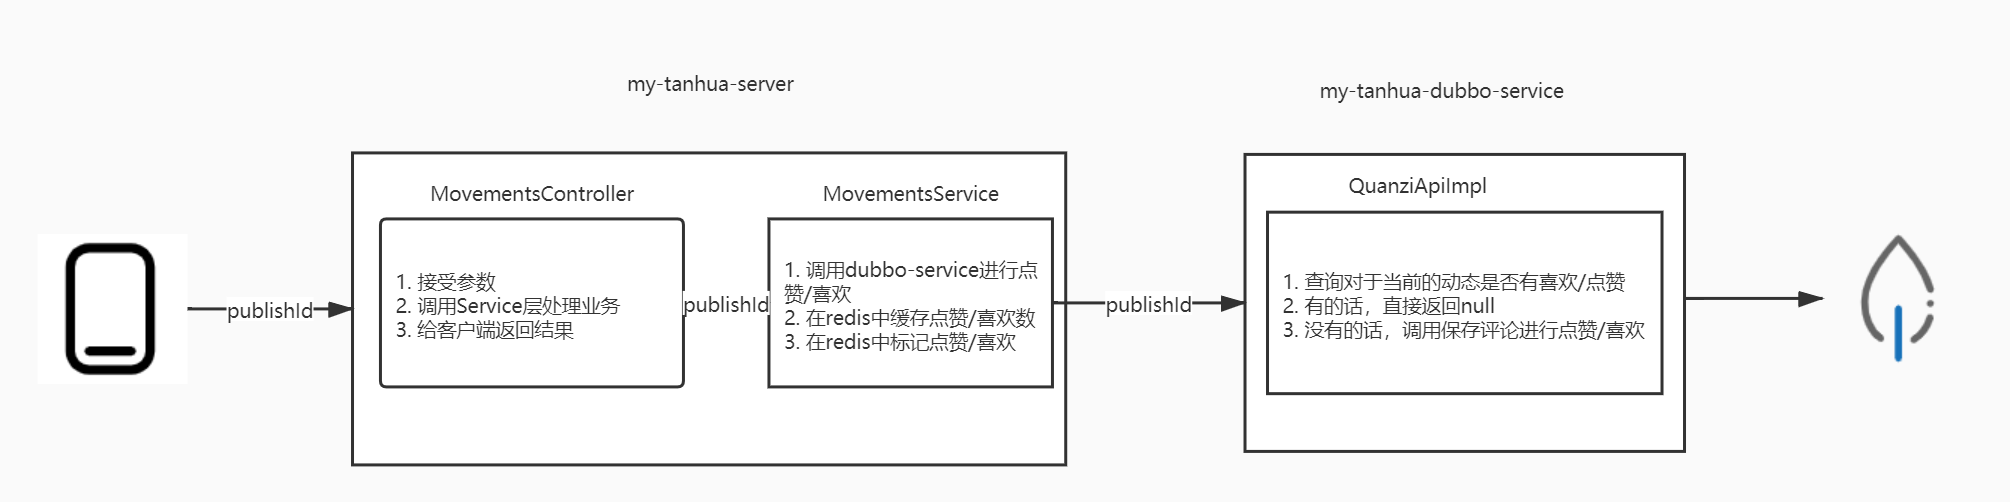 my-tanhua-server
my-tanhua-dubbo-service
MovementsController
MovementsService
QuanziApiImpl
publishId
1. 接受参数
2. 调用Service层处理业务
3. 给客户端返回结果
publishId
1. 调用dubbo-service进行点
赞/喜欢
2. 在redis中缓存点赞/喜欢数
3. 在redis中标记点赞/喜欢
publishId
1. 查询对于当前的动态是否有喜欢/点赞
2. 有的话，直接返回null
3. 没有的话，调用保存评论进行点赞/喜欢